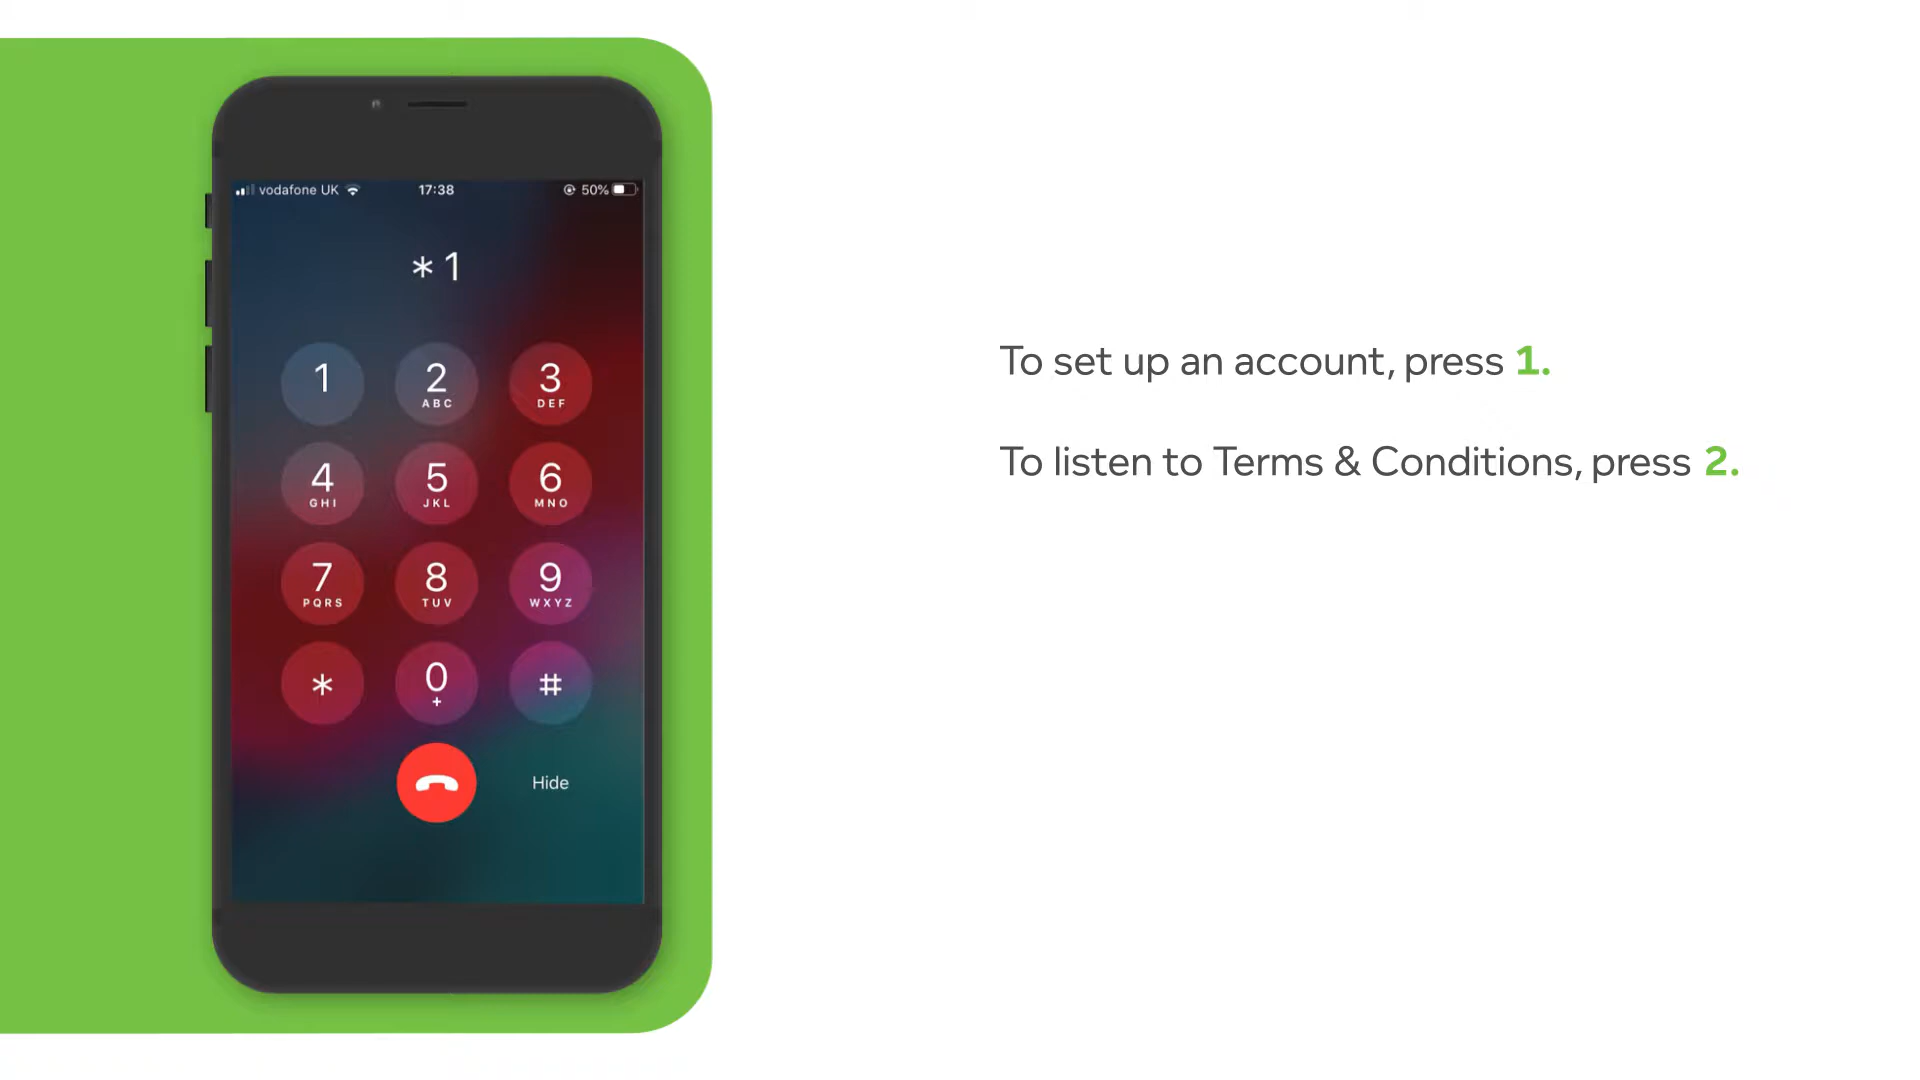 vodafone UK 17:38 50%
* 1
1 2 3
ABC DEF
4 5 6
GHI JKL MNO
7 8 9
PQRS TUV WXYZ
* 0 #
+
Hide
To set up an account, press 1.
To listen to Terms & Conditions, press 2.